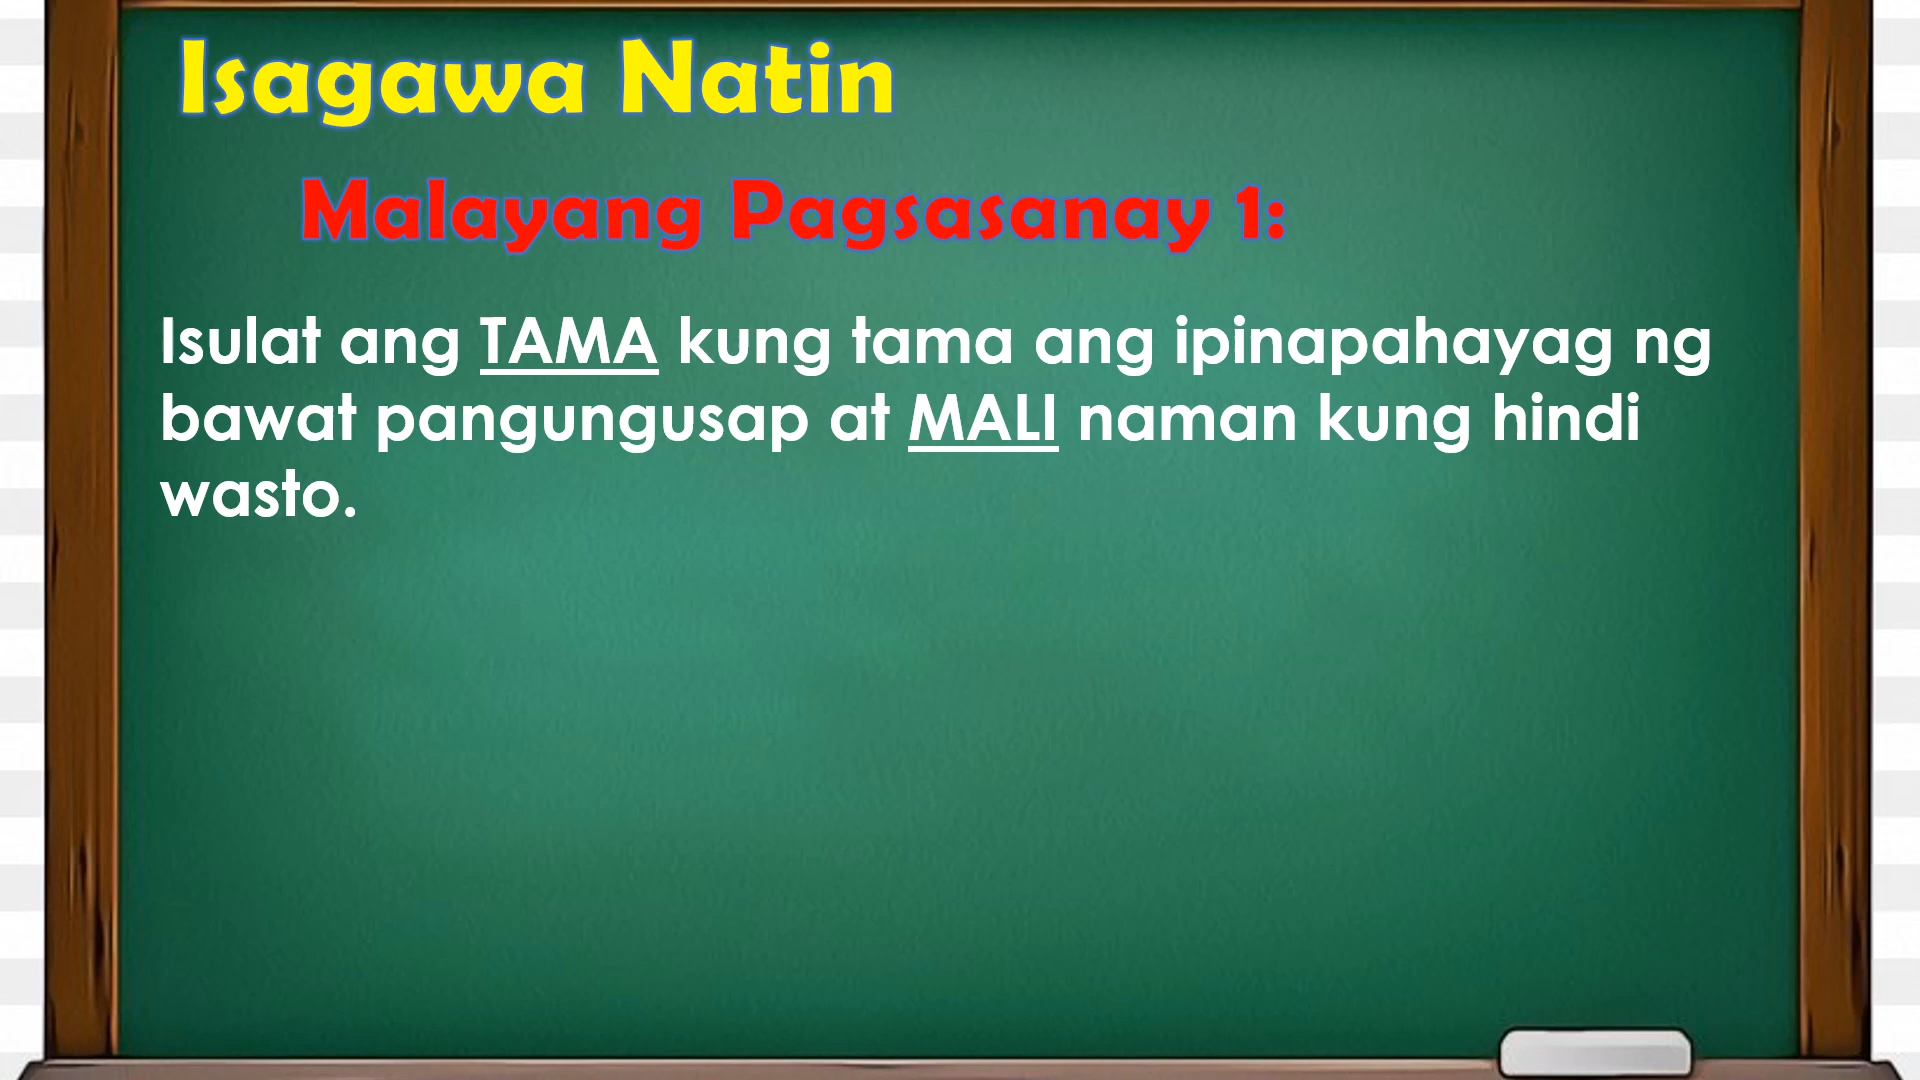 Isagawa Natin
Malayang Pagsasanay 1:
Isulat ang TAMA kung tama ang ipinapahayag ng
bawat pangungusap at MALI naman kung hindi
wasto.